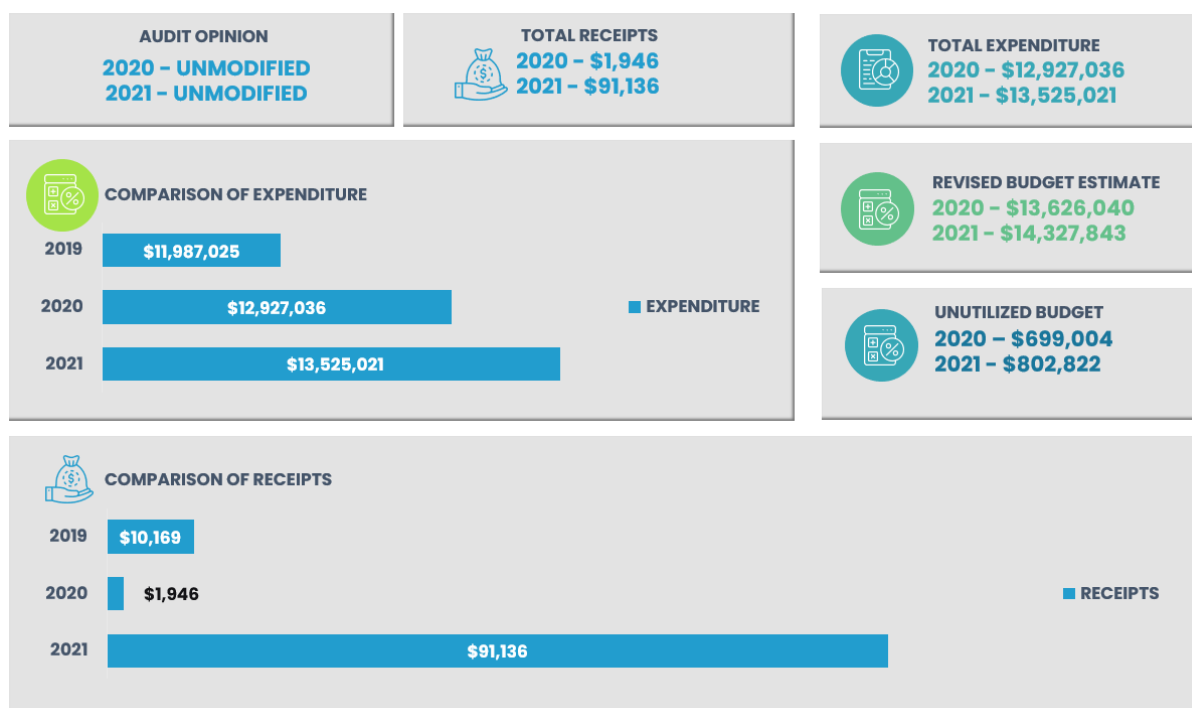 AUDIT OPINION
2020 – UNMODIFIED
2021 – UNMODIFIED
TOTAL RECEIPTS
2020 – $1,946
2021 – $91,136
TOTAL EXPENDITURE
2020 – $12,927,036
2021 – $13,525,021
COMPARISON OF EXPENDITURE
2019 $11,987,025
2020 $12,927,036
2021 $13,525,021
EXPENDITURE
REVISED BUDGET ESTIMATE
2020 – $13,626,040
2021 – $14,327,843
UNUTILIZED BUDGET
2020 – $699,004
2021 – $802,822
COMPARISON OF RECEIPTS
2019 $10,169
2020 $1,946
2021 $91,136
RECEIPTS